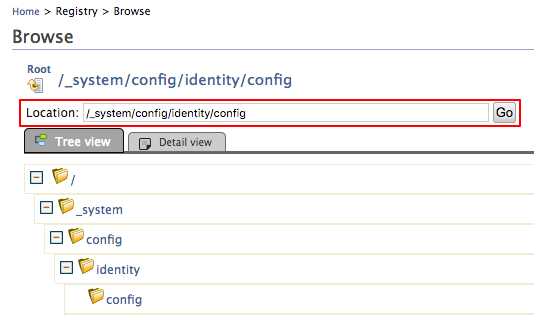 Home > Registry > Browse
Browse
Root
/_system/config/identity/config
Location: /_system/config/identity/config Go
Tree view Detail view
/
_system
config
identity
config